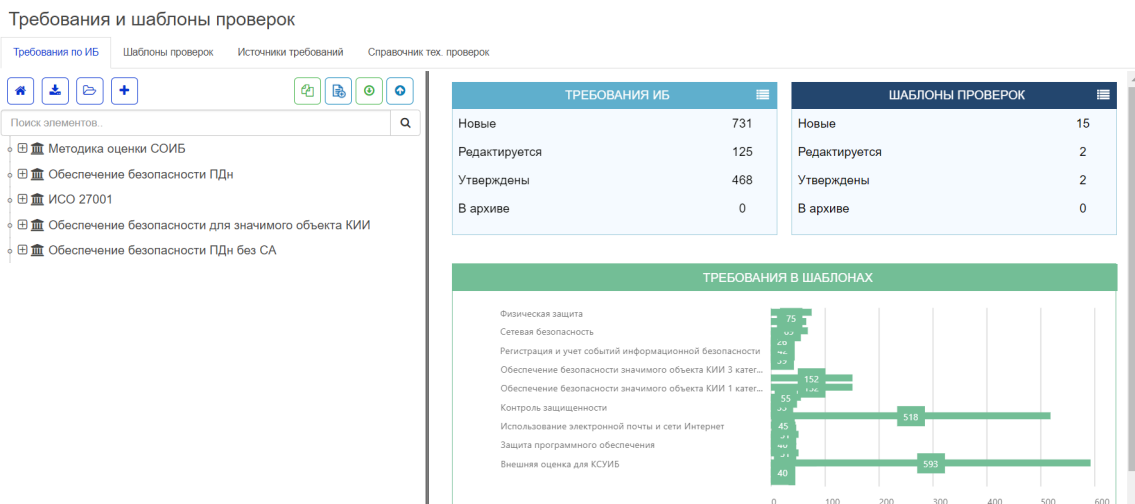 Требования и шаблоны проверок
Требования по ИБ Шаблоны проверок Источники требований Справочник тех. проверок
Поиск элементов..
Методика оценки СОИБ
Обеспечение безопасности ПДн
ИСО 27001
Обеспечение безопасности для значимого объекта КИИ
Обеспечение безопасности ПДн без СА
ТРЕБОВАНИЯ ИБ
Новые 731
Редактируется 125
Утверждены 468
В архиве 0
ШАБЛОНЫ ПРОВЕРОК
Новые 15
Редактируется 2
Утверждены 2
В архиве 0
ТРЕБОВАНИЯ В ШАБЛОНАХ
Физическая защита
75
Сетевая безопасность
Регистрация и учет событий информационной безопасности
Обеспечение безопасности значимого объекта КИИ 3 катег...
152
Обеспечение безопасности значимого объекта КИИ 1 катег...
55
Контроль защищенности
518
Использование электронной почты и сети Интернет
45
Защита программного обеспечения
Внешняя оценка для КСУИБ
593
40
0 100 200 300 400 500 600